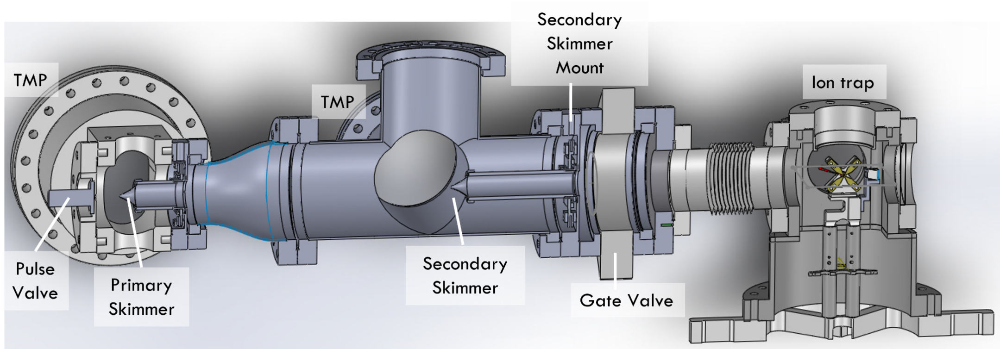 Secondary
Skimmer
Mount
TMP
TMP
Ion trap
Pulse
Valve
Primary
Skimmer
Secondary
Skimmer
Gate Valve